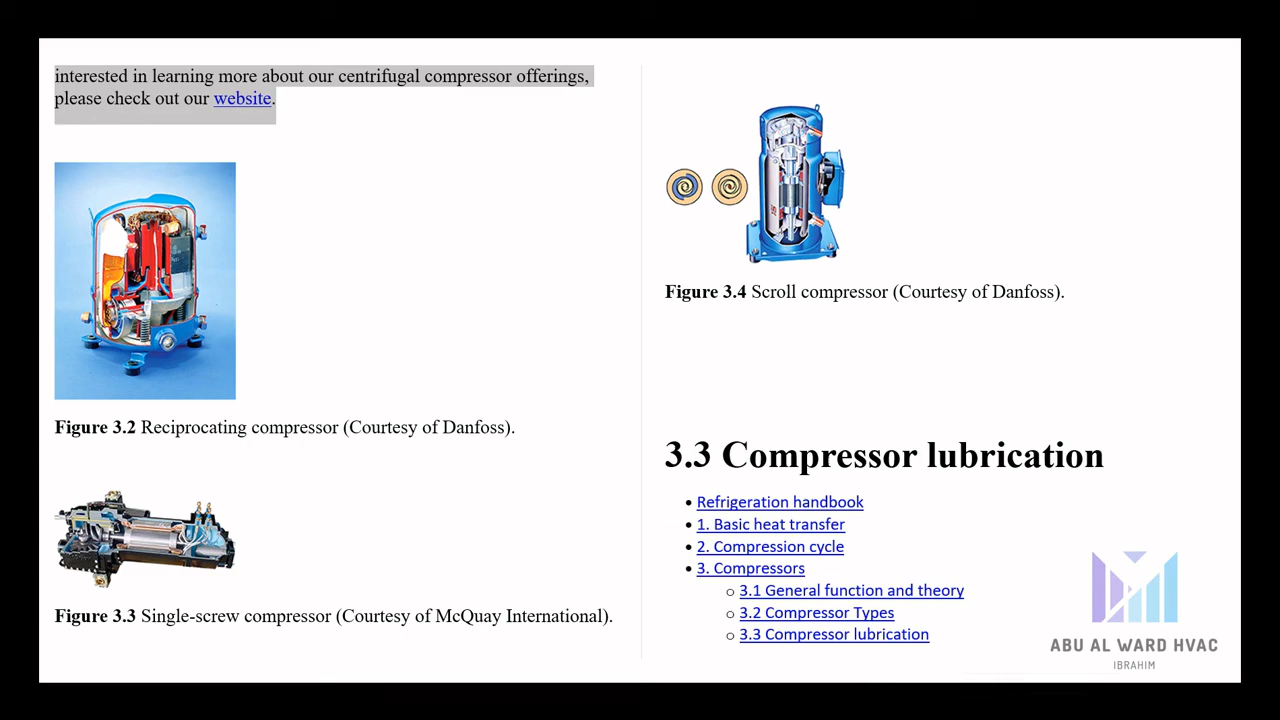 interested in learning more about our centrifugal compressor offerings,
please check out our website.
Figure 3.2 Reciprocating compressor (Courtesy of Danfoss).
Figure 3.3 Single-screw compressor (Courtesy of McQuay International).
Figure 3.4 Scroll compressor (Courtesy of Danfoss).
3.3 Compressor lubrication
• Refrigeration handbook
• 1. Basic heat transfer
• 2. Compression cycle
• 3. Compressors
o 3.1 General function and theory
o 3.2 Compressor Types
o 3.3 Compressor lubrication
ABU AL WARD HVAC
IBRAHIM